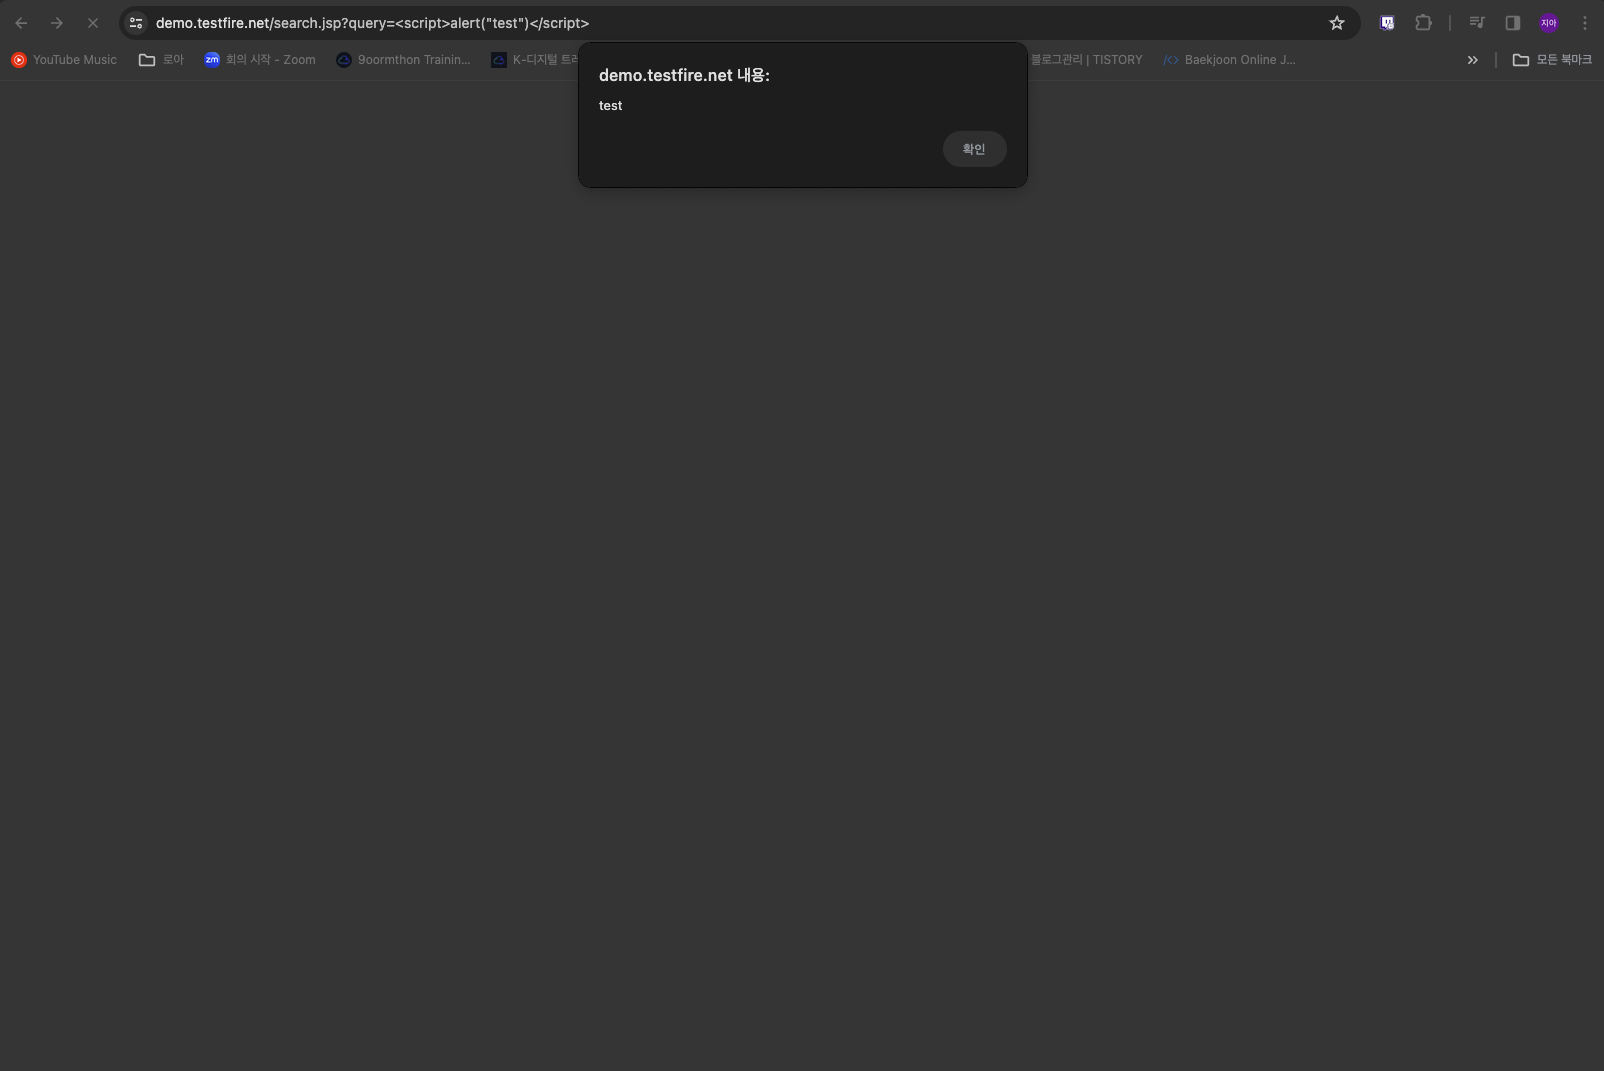 demo.testfire.net/search.jsp?query=<script>alert("test")</script>
지아
YouTube Music
로아
zm 회의 시작 - Zoom
9oormthon Trainin...
K-디지털 트레
블로그관리 | TISTORY
Baekjoon Online J...
모든 북마크
demo.testfire.net 내용:
test
확인